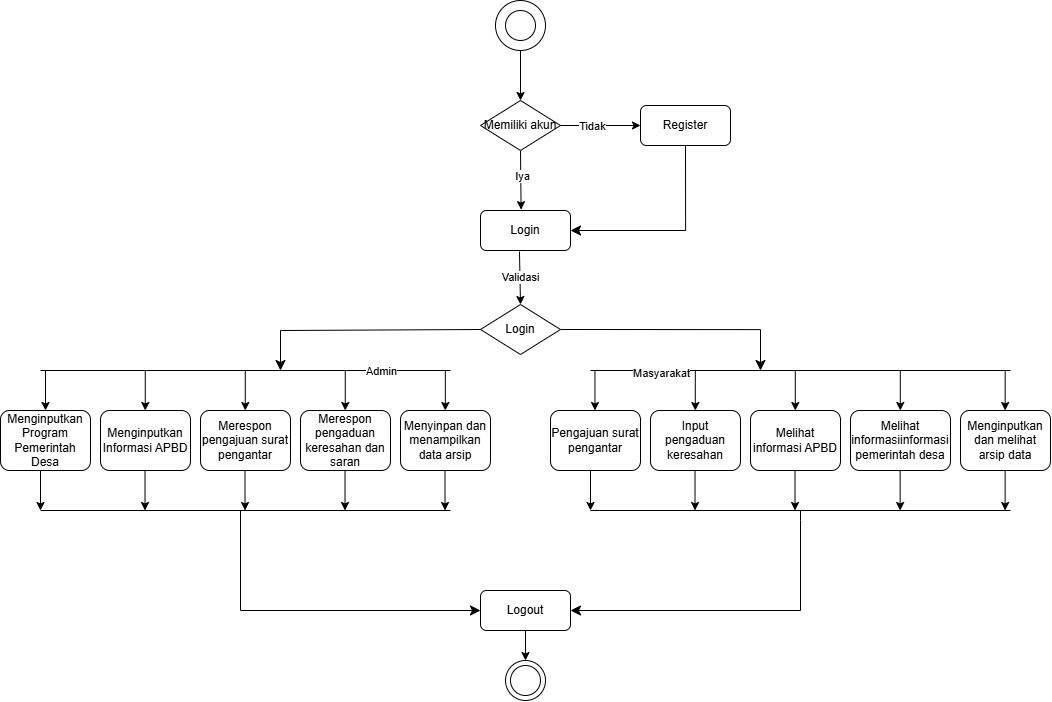 Memiliki akun
Tidak
Register
Iya
Login
Validasi
Login
Admin
Masyarakat
Menginputkan
Program
Pemerintah
Desa
Menginputkan
Informasi APBD
Merespon
pengajuan surat
pengantar
Merespon
pengaduan
keresahan dan
saran
Menyinpan dan
menampilkan
data arsip
Pengajuan surat
pengantar
Input
pengaduan
keresahan
Melihat
informasi APBD
Melihat
informasiinformasi
pemerintah desa
Menginputkan
dan melihat
arsip data
Logout